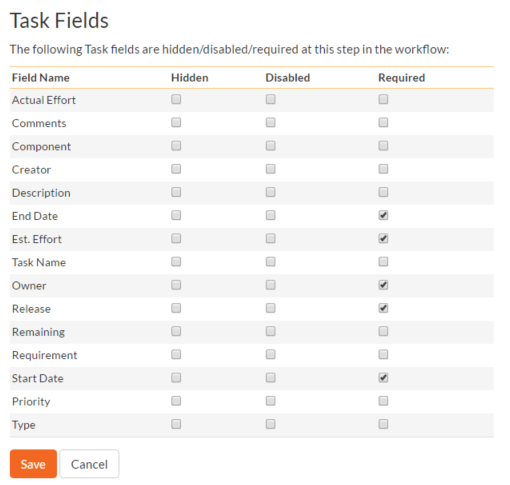 Task Fields
The following Task fields are hidden/disabled/required at this step in the workflow:
Field Name Hidden Disabled Required
Actual Effort
Comments
Component
Creator
Description
End Date
Est. Effort
Task Name
Owner
Release
Remaining
Requirement
Start Date
Priority
Type
Save Cancel